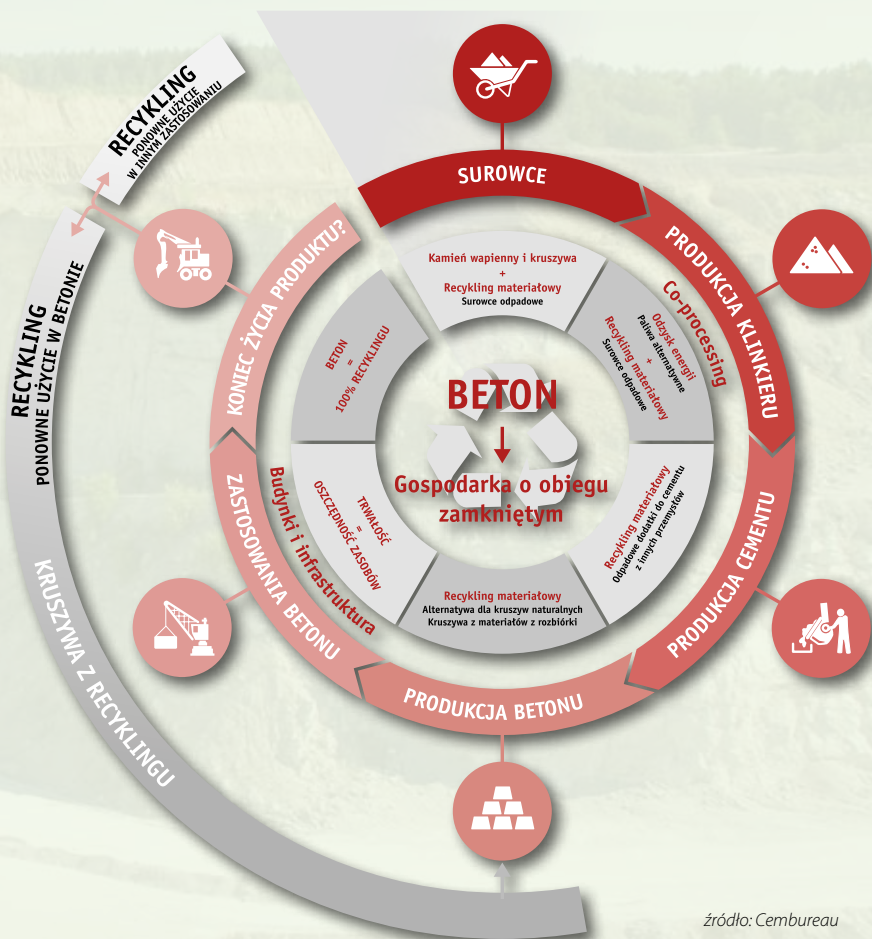 SUROWCE
PRODUKCJA KLINKIERU
PRODUKCJA CEMENTU
PRODUKCJA BETONU
ZASTOSOWANIA BETONU
KONIEC ŻYCIA PRODUKTU?
Kamień wapienny i kruszywa
+
Recykling materiałowy
Surowce odpadowe
Co-processing
Odzysk energii
Paliwa alternatywne
+
Recykling materiałowy
Surowce odpadowe
Recykling materiałowy
Odpadowe dodatki do cementu
z innych przemysłów
Recykling materiałowy
Alternatywa dla kruszyw naturalnych
Kruszywa z materiałów z rozbiórki
Budynki i infrastruktura
TRWAŁOŚĆ
=
OSZCZĘDNOŚĆ ZASOBÓW
BETON
=
100% RECYKLINGU
BETON
Gospodarka o obiegu
zamkniętym
RECYKLING
PONOWNE UŻYCIE
W INNYM ZASTOSOWANIU
RECYKLING
PONOWNE UŻYCIE W BETONIE
KRUSZYWA Z RECYKLINGU
źródło: Cembureau